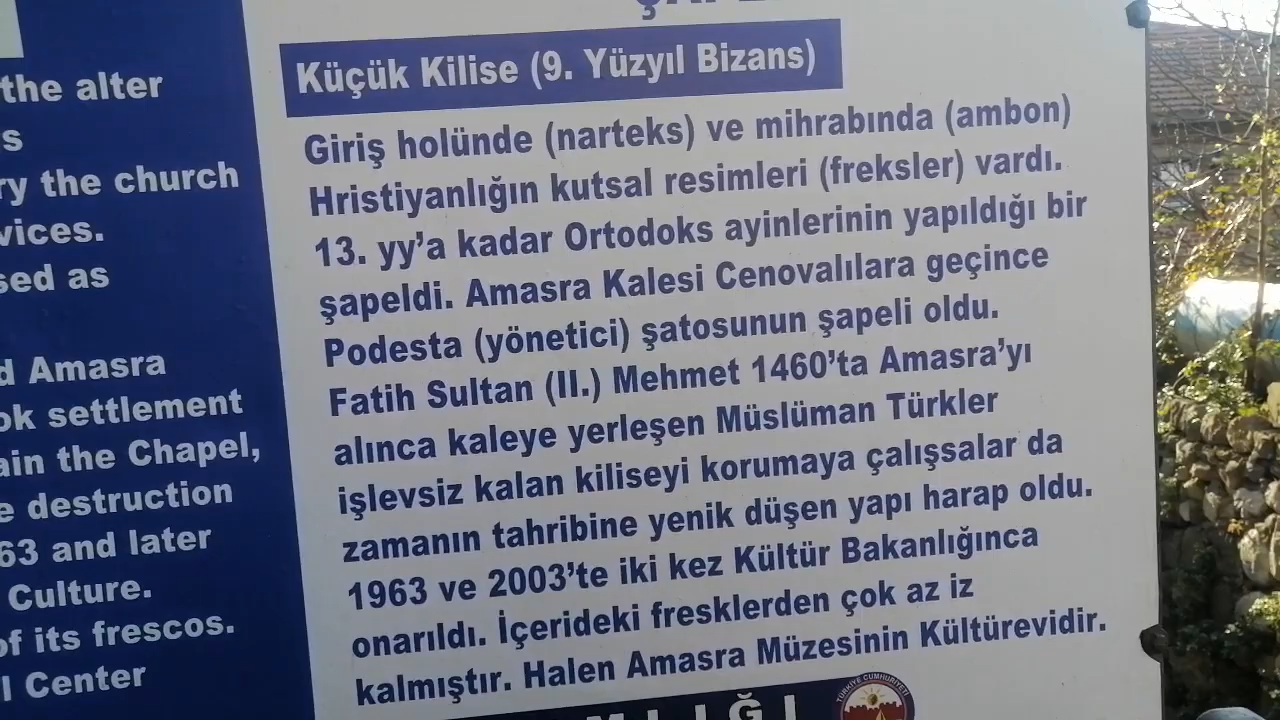 the alter
s
ry the church
vices.
sed as
d Amasra
ok settlement
ain the Chapel,
e destruction
63 and later
Culture.
of its frescos.
l Center
Küçük Kilise (9. Yüzyıl Bizans)
Giriş holünde (narteks) ve mihrabında (ambon)
Hristiyanlığın kutsal resimleri (freksler) vardı.
13. yy’a kadar Ortodoks ayinlerinin yapıldığı bir
şapeldi. Amasra Kalesi Cenovalılara geçince
Podesta (yönetici) şatosunun şapeli oldu.
Fatih Sultan (II.) Mehmet 1460’ta Amasra’yı
alınca kaleye yerleşen Müslüman Türkler
işlevsiz kalan kiliseyi korumaya çalışsalar da
zamanın tahribine yenik düşen yapı harap oldu.
1963 ve 2003’te iki kez Kültür Bakanlığınca
onarıldı. İçerideki fresklerden çok az iz
kalmıştır. Halen Amasra Müzesinin Kültürevidir.
TÜRKİYE CUMHURİYETİ